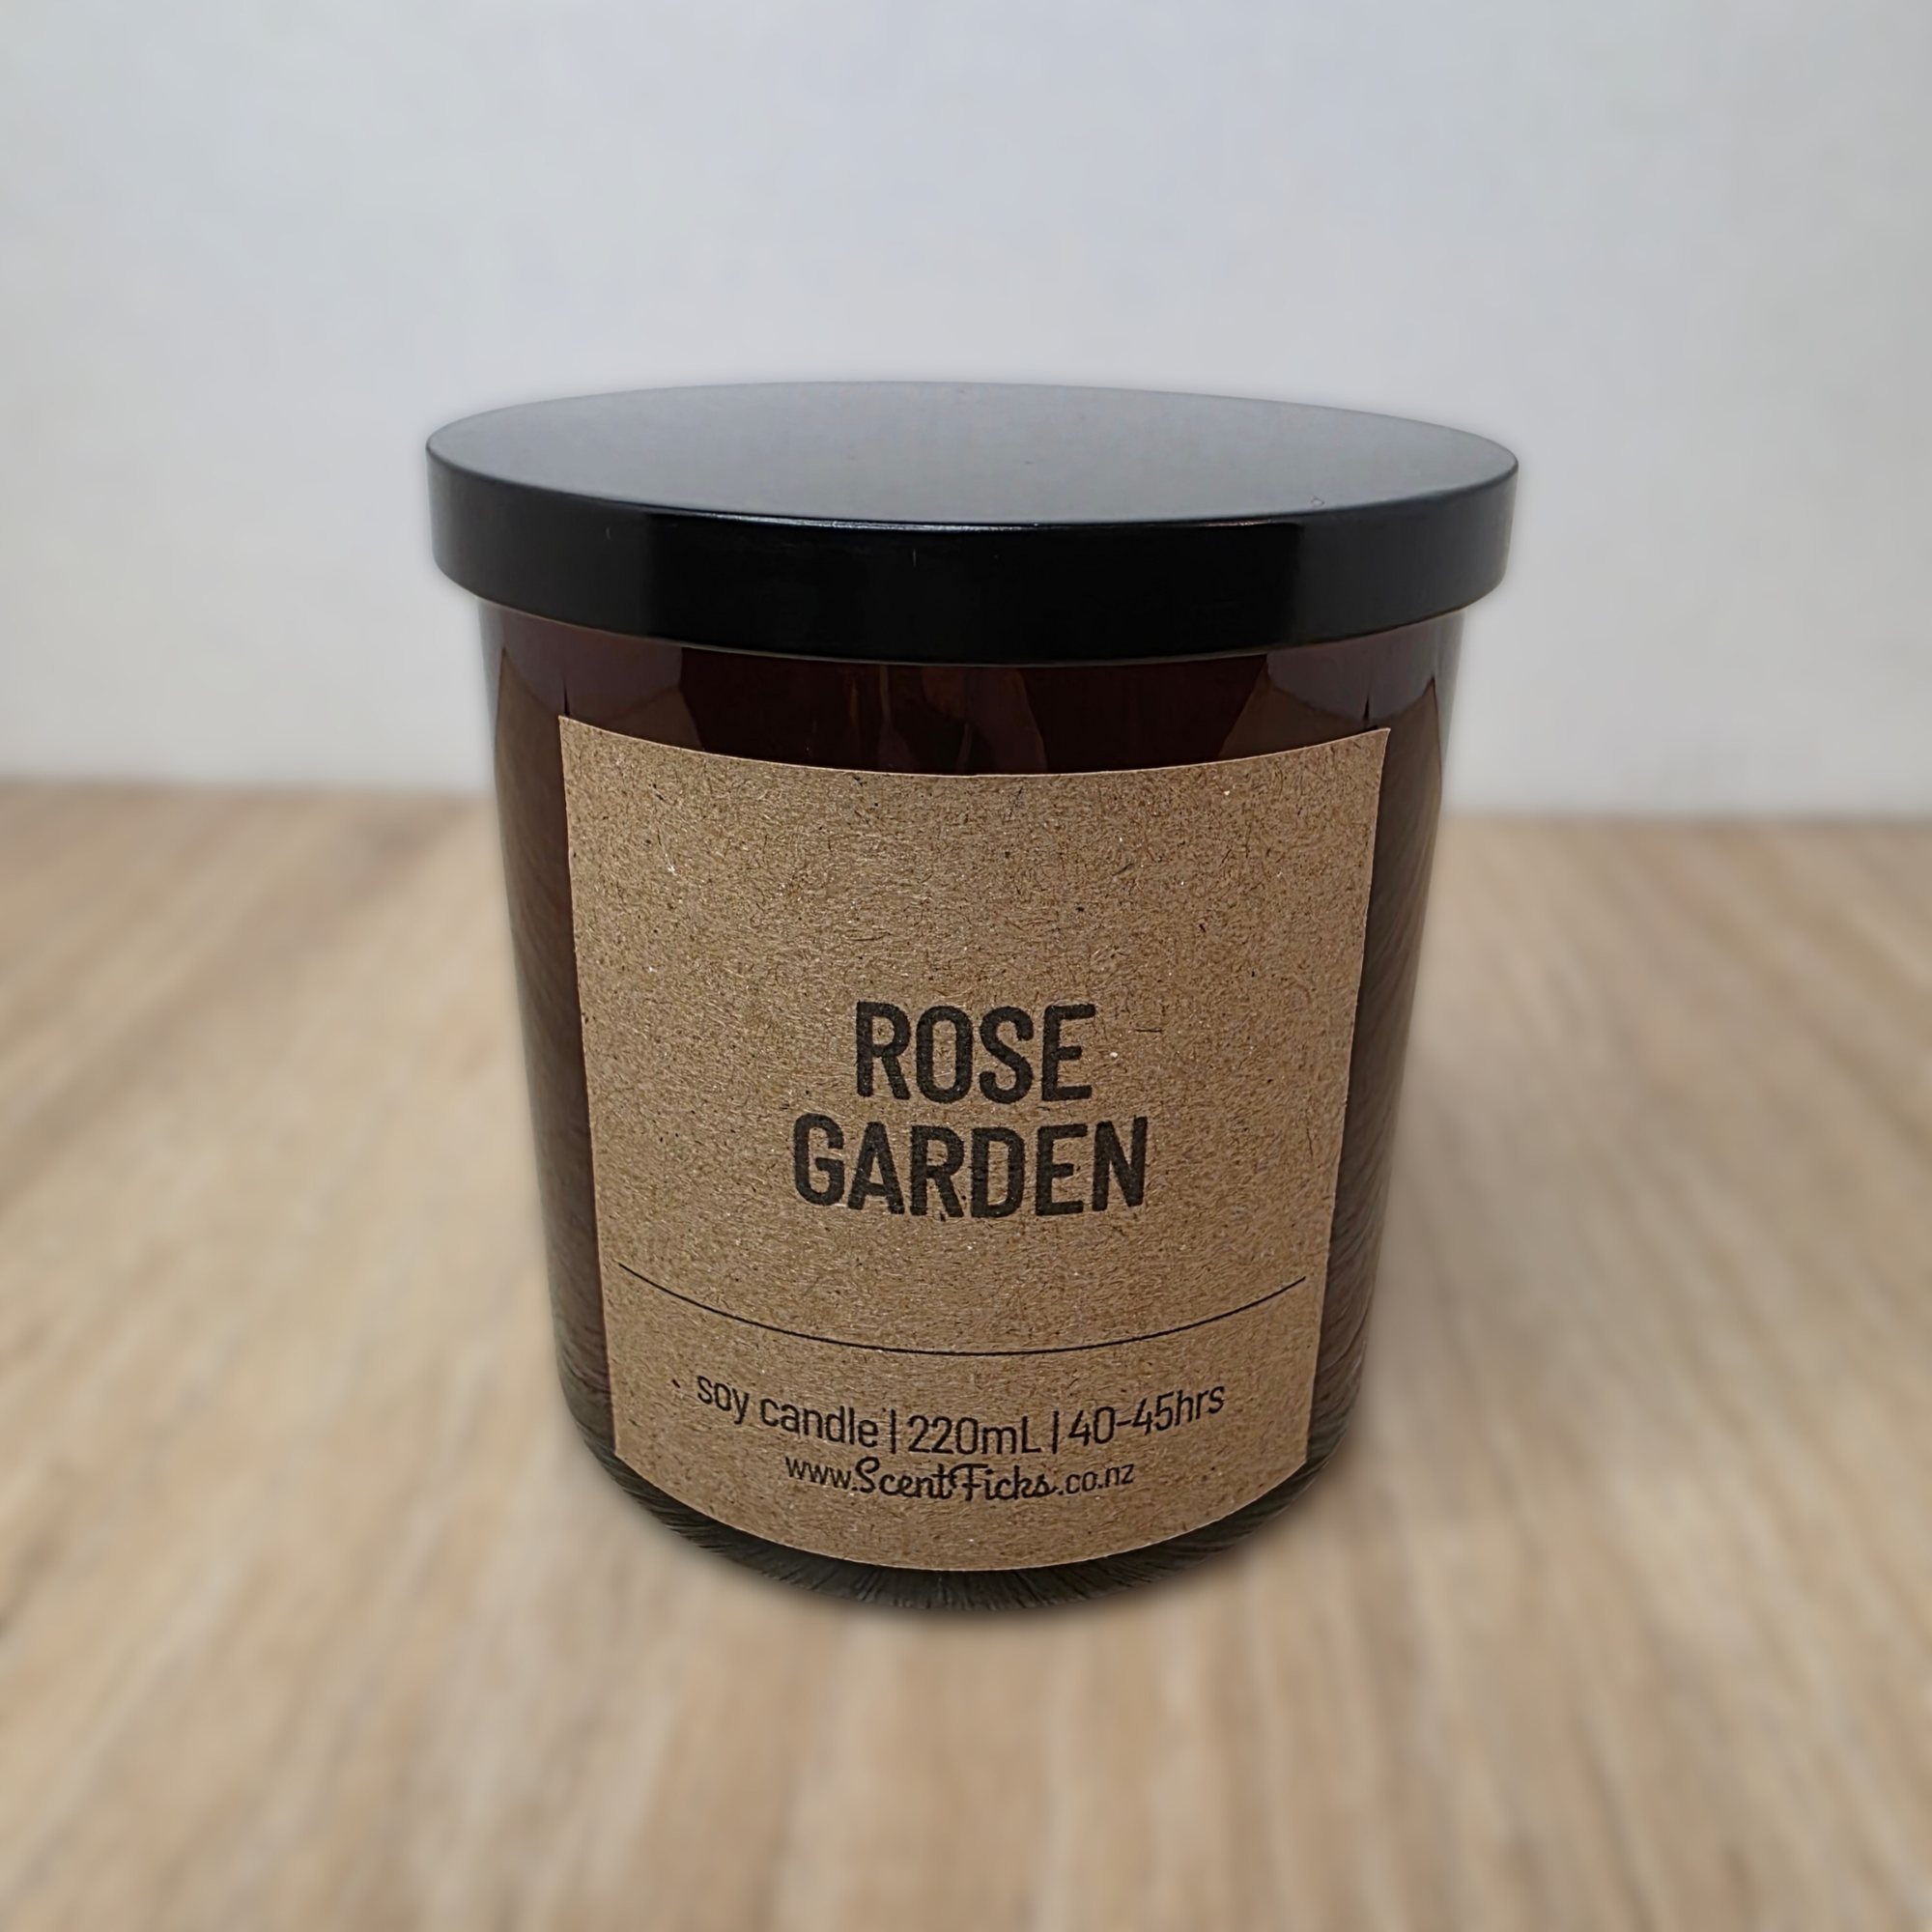 ROSE
GARDEN
soy candle | 220mL | 40-45hrs
www.ScentFicks.co.nz